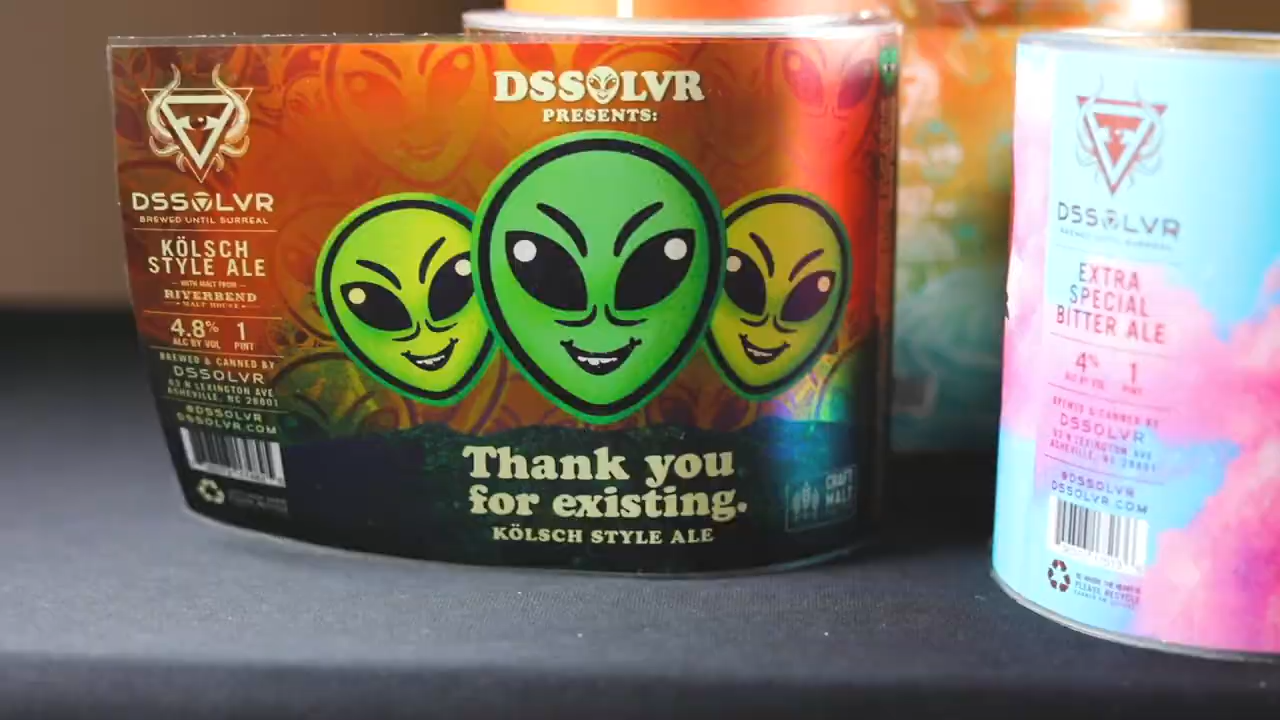 DSSOLVR
PRESENTS:
DSSOLVR
BREWED UNTIL SURREAL
KÖLSCH
STYLE ALE
WITH MALT FROM
RIVERBEND
MALT HOUSE
4.8% 1
ALC BY VOL PINT
BREWED & CANNED BY
DSSOLVR
63 N LEXINGTON AVE
ASHEVILLE, NC 28801
@DSSOLVR
DSSOLVR.COM
Thank you
for existing.
KÖLSCH STYLE ALE
CRAFT
MALT
DSSOLVR
BREWED UNTIL SURREAL
EXTRA
SPECIAL
BITTER ALE
4% 1
ALC BY VOL PINT
BREWED & CANNED BY
DSSOLVR
63 N LEXINGTON AVE
ASHEVILLE, NC 28801
@DSSOLVR
DSSOLVR.COM
PLEASE RECYCLE